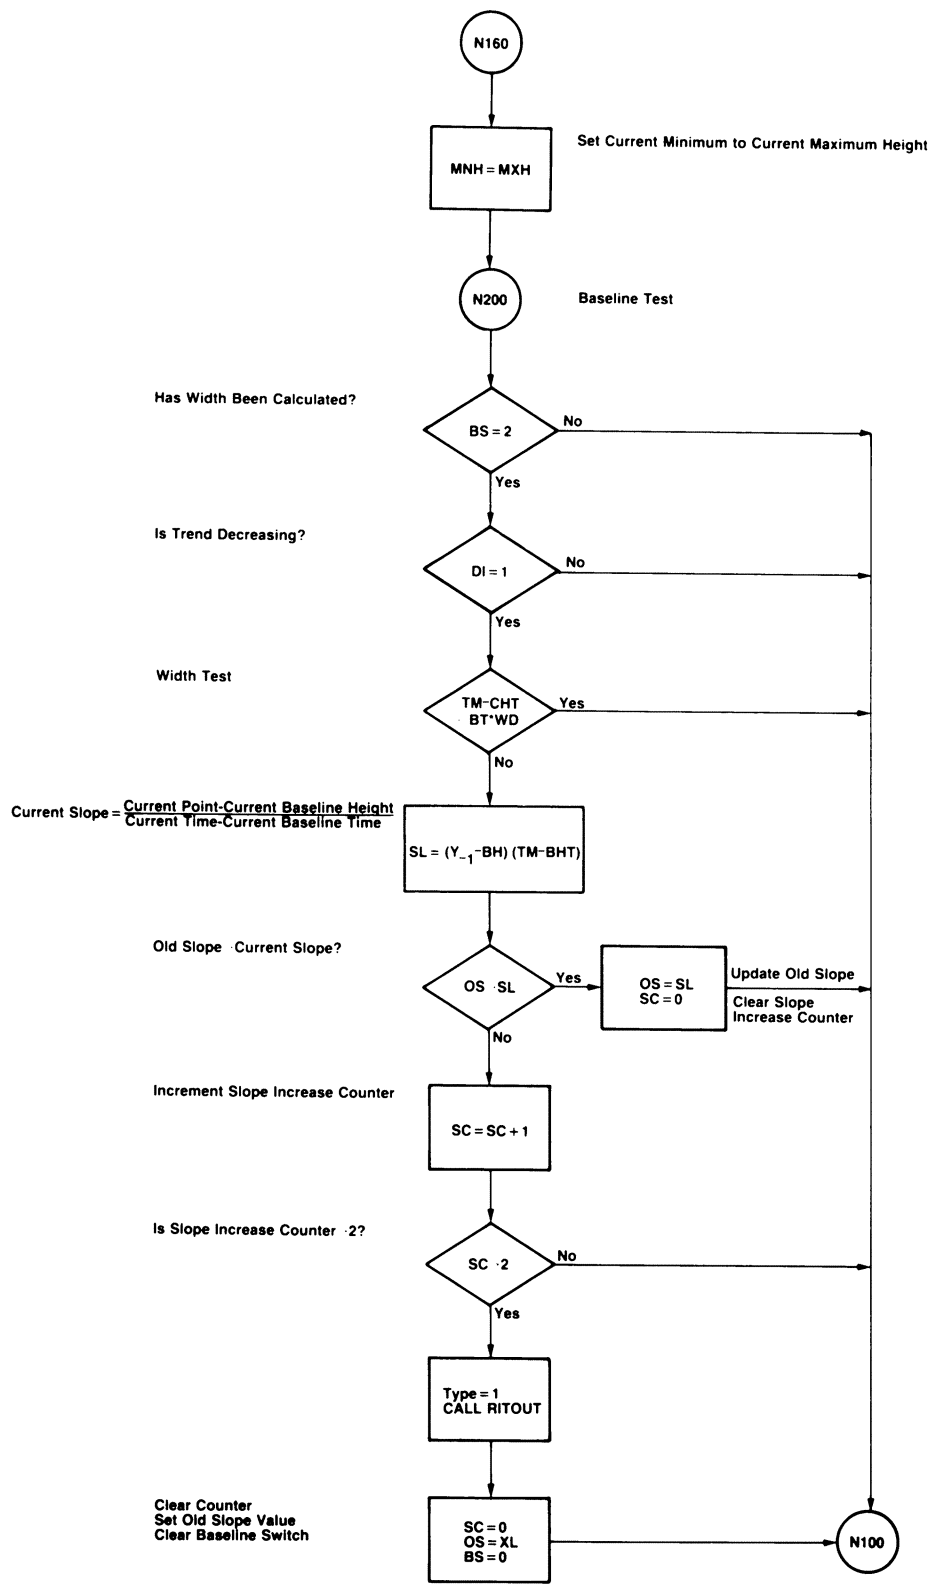 N160
Set Current Minimum to Current Maximum Height
MNH = MXH
N200
Baseline Test
Has Width Been Calculated?
BS = 2
No
Yes
Is Trend Decreasing?
DI = 1
No
Yes
Width Test
TM-CHT
BT*WD
Yes
No
Current Slope = Current Point-Current Baseline Height
Current Time-Current Baseline Time
SL = (Y-1-BH) (TM-BHT)
Old Slope Current Slope?
OS SL
Yes
OS = SL
SC = 0
Update Old Slope
Clear Slope
Increase Counter
No
Increment Slope Increase Counter
SC = SC + 1
Is Slope Increase Counter 2?
SC 2
No
Yes
Type = 1
CALL RITOUT
Clear Counter
Set Old Slope Value
Clear Baseline Switch
SC = 0
OS = XL
BS = 0
N100